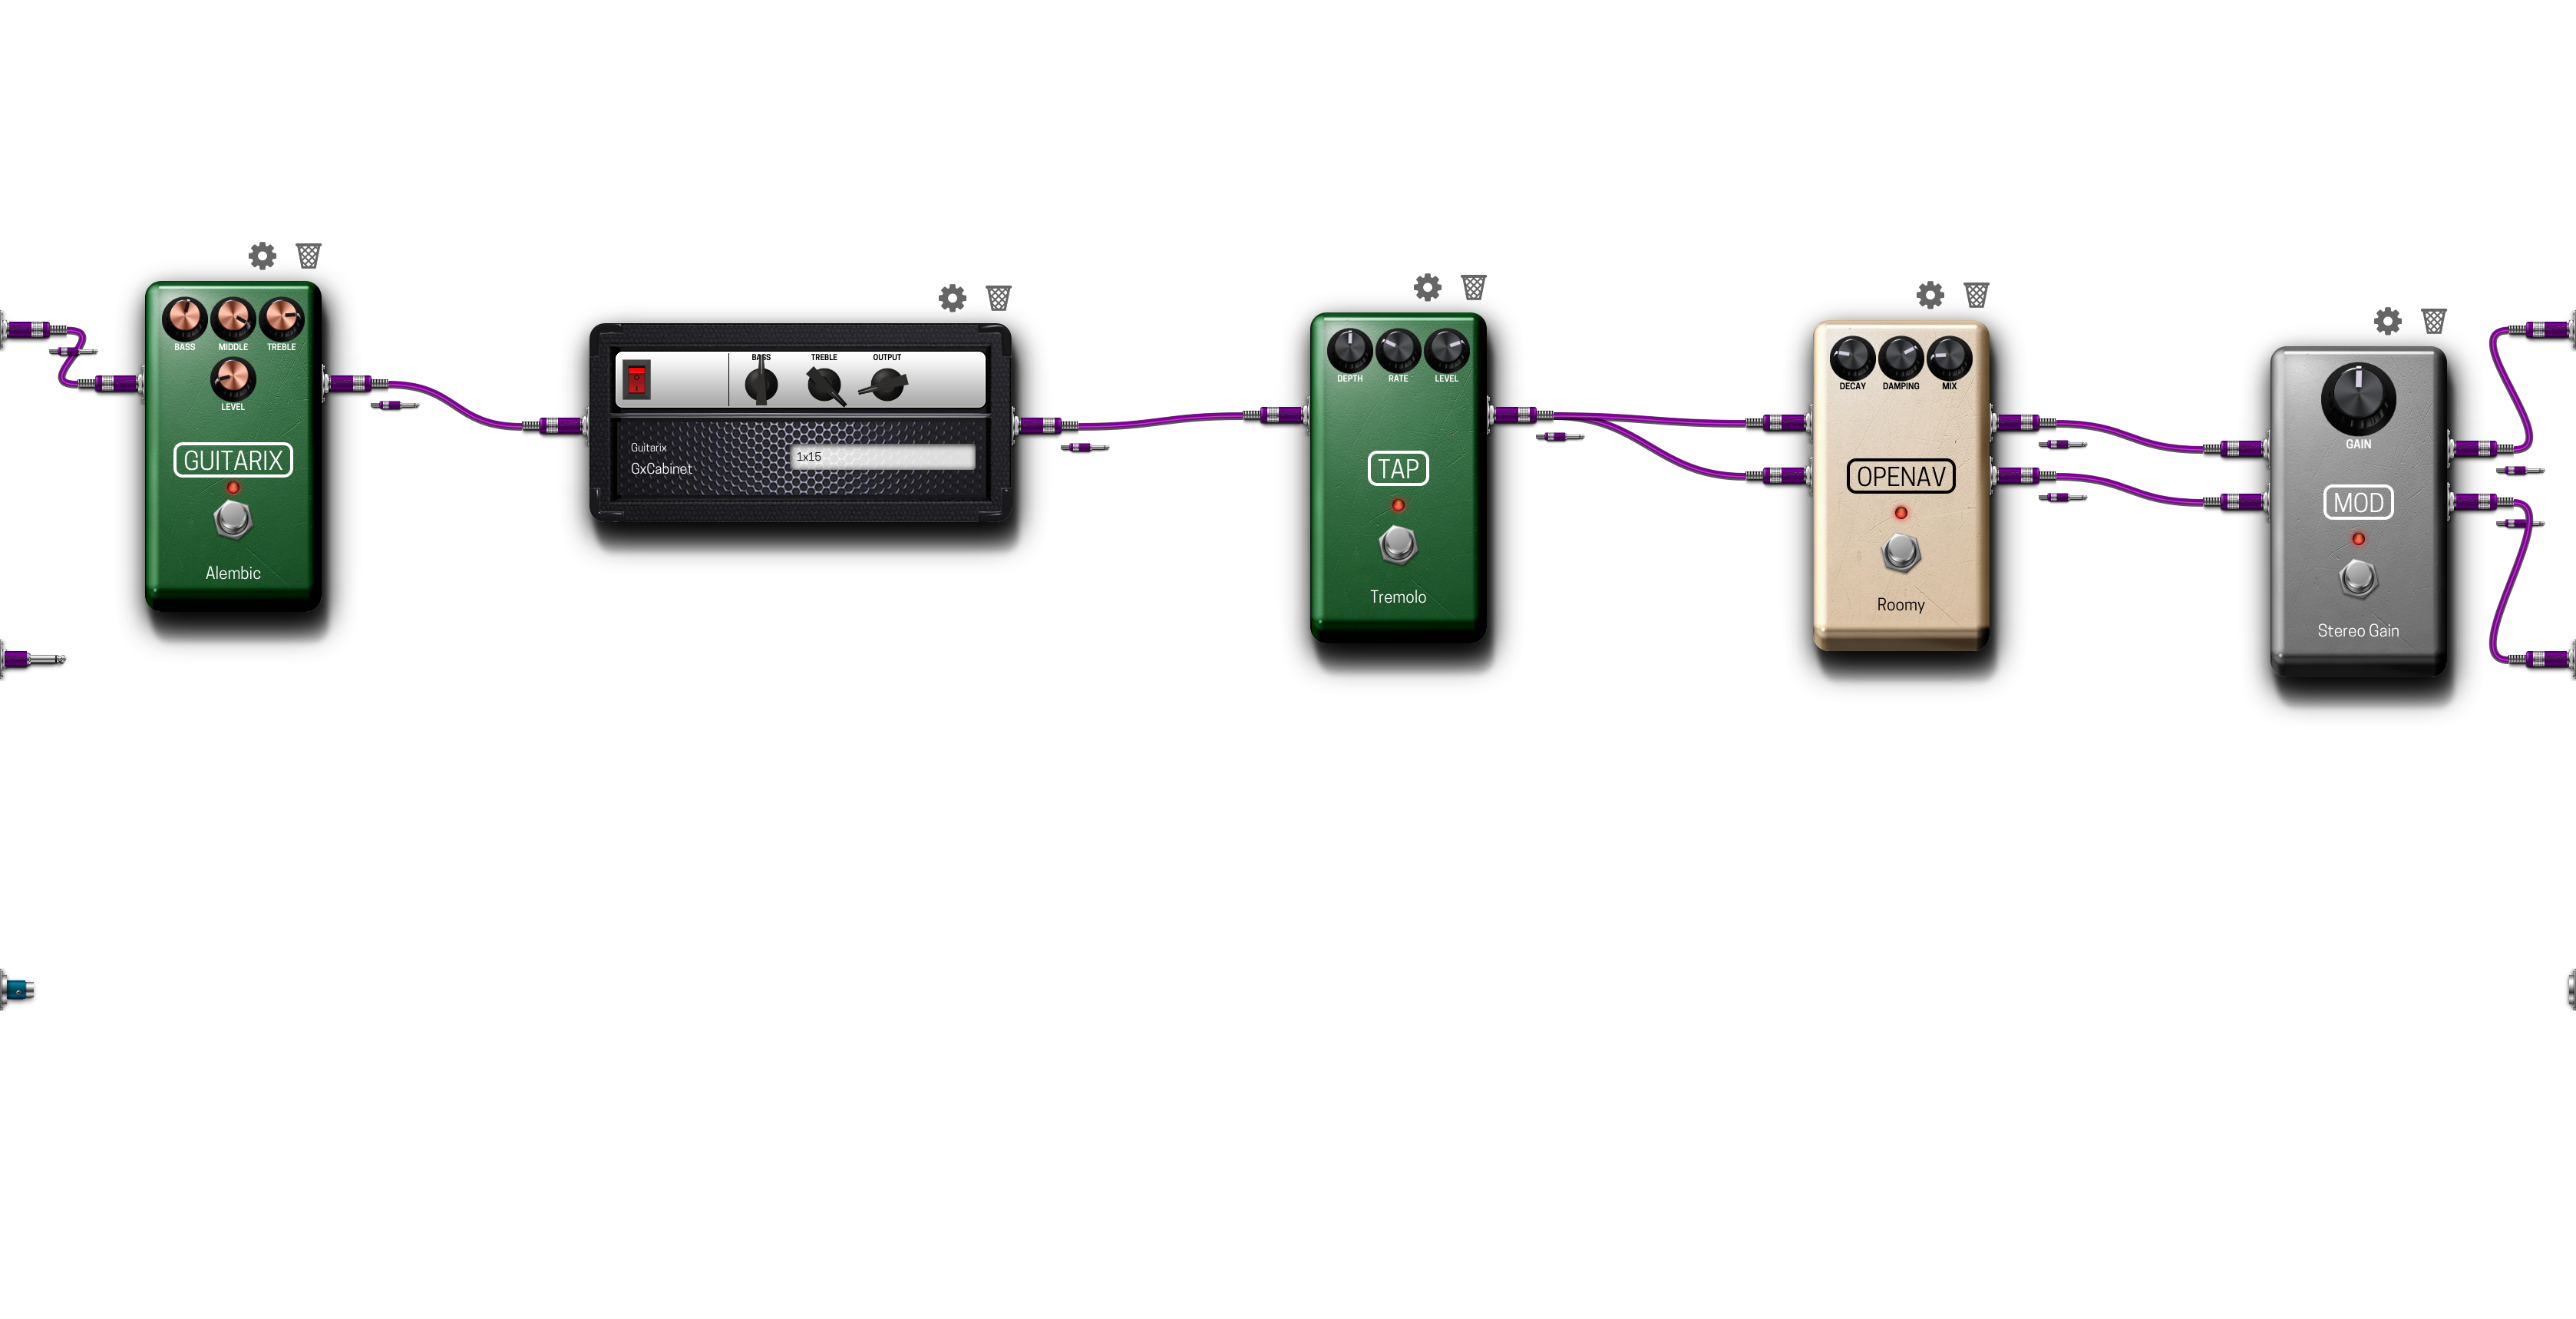 BASS MIDDLE TREBLE
LEVEL
GUITARIX
Alembic
BASS TREBLE OUTPUT
Guitarix
GxCabinet
1x15
DEPTH RATE LEVEL
TAP
Tremolo
DECAY DAMPING MIX
OPENAV
Roomy
GAIN
MOD
Stereo Gain